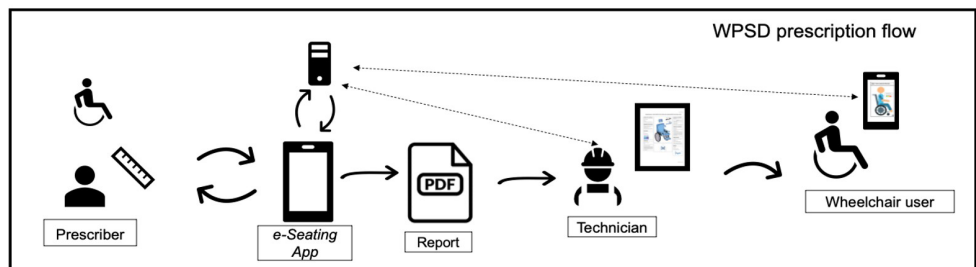 WPSD prescription flow
PDF
Prescriber
e-Seating
App
Report
Technician
Wheelchair user